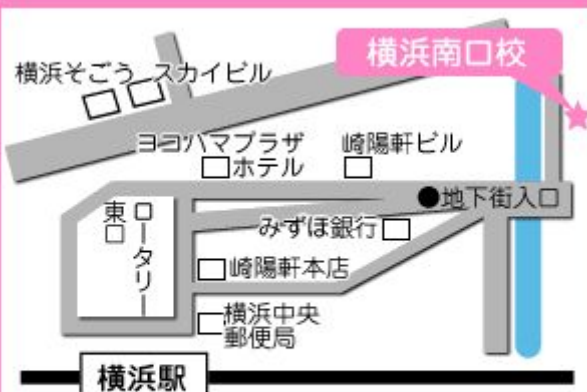 横浜南口校
横浜そごう
スカイビル
ヨコハマプラザ
ホテル
崎陽軒ビル
地下街入口
東口
ロータリー
みずほ銀行
崎陽軒本店
横浜中央
郵便局
横浜駅